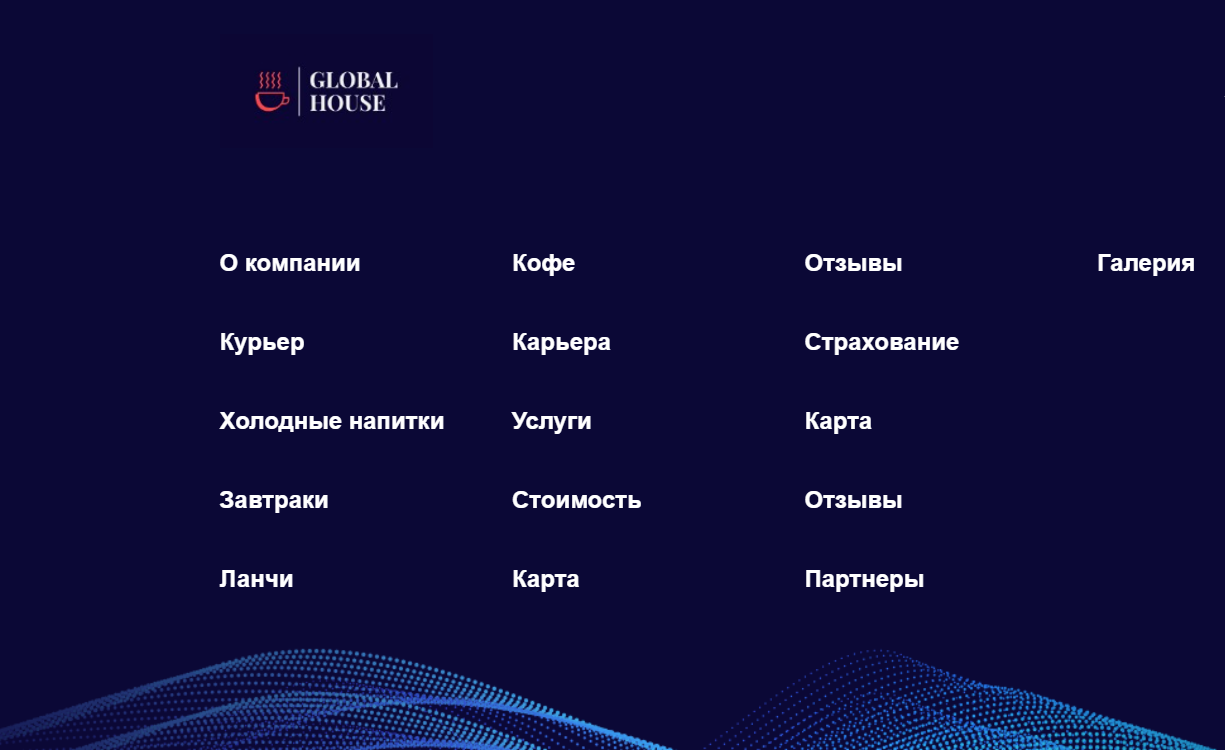 GLOBAL
HOUSE
О компании
Кофе
Отзывы
Галерия
Курьер
Карьера
Страхование
Холодные напитки
Услуги
Карта
Завтраки
Стоимость
Отзывы
Ланчи
Карта
Партнеры